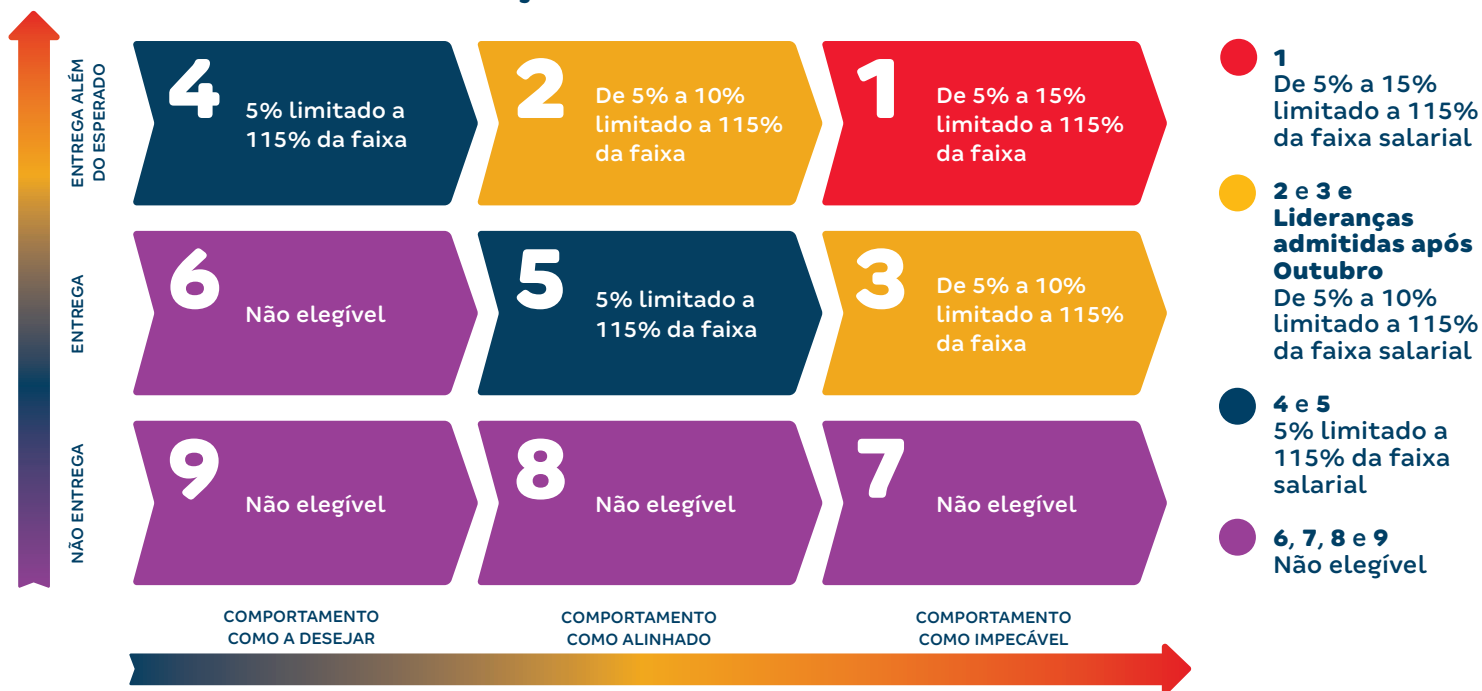 ENTREGA ALÉM
DO ESPERADO
4
5% limitado a
115% da faixa
2
De 5% a 10%
limitado a 115%
da faixa
1
De 5% a 15%
limitado a 115%
da faixa
ENTREGA
6
Não elegível
5
5% limitado a
115% da faixa
3
De 5% a 10%
limitado a 115%
da faixa
NÃO ENTREGA
9
Não elegível
8
Não elegível
7
Não elegível
COMPORTAMENTO
COMO A DESEJAR
COMPORTAMENTO
COMO ALINHADO
COMPORTAMENTO
COMO IMPECÁVEL
1
De 5% a 15%
limitado a 115%
da faixa salarial
2 e 3 e
Lideranças
admitidas após
Outubro
De 5% a 10%
limitado a 115%
da faixa salarial
4 e 5
5% limitado a
115% da faixa
salarial
6, 7, 8 e 9
Não elegível